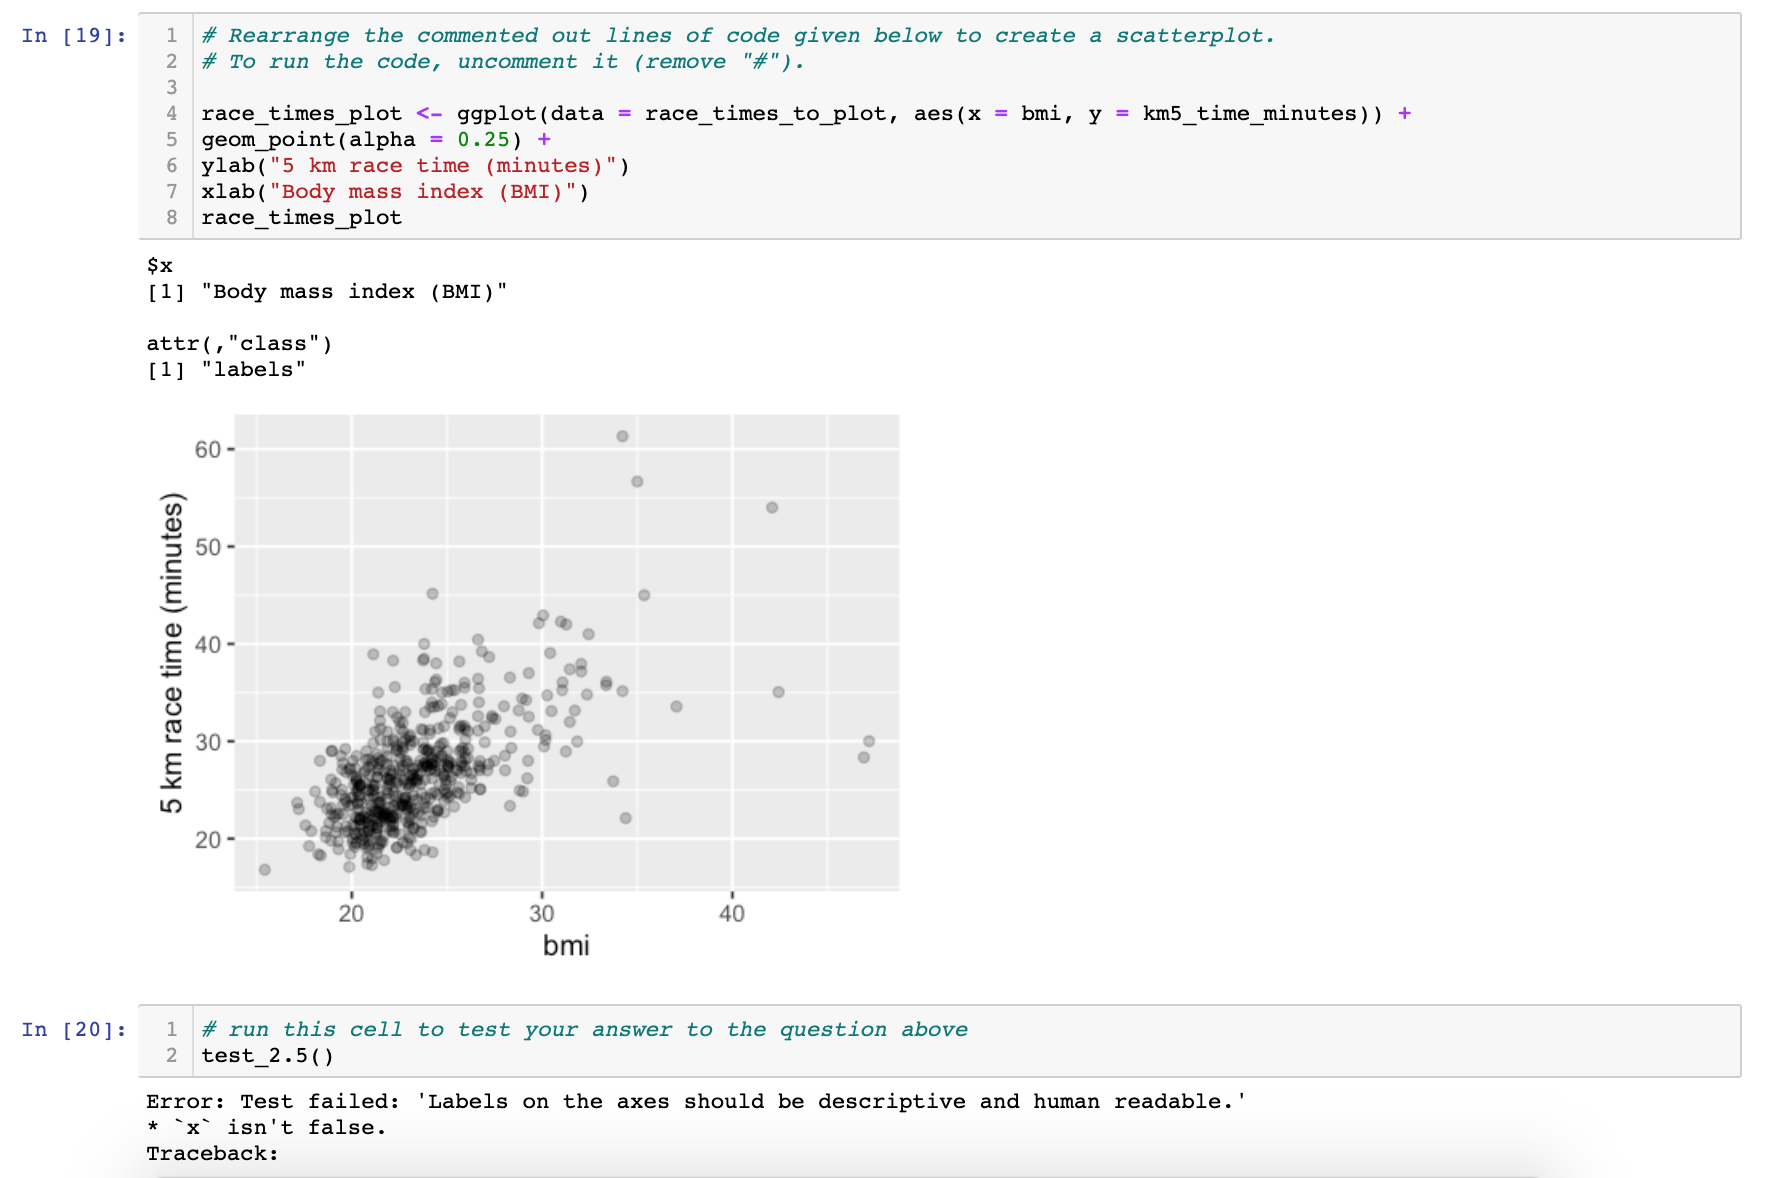 In [19]:
1 # Rearrange the commented out lines of code given below to create a scatterplot.
2 # To run the code, uncomment it (remove "#").
3
4 race_times_plot <- ggplot(data = race_times_to_plot, aes(x = bmi, y = km5_time_minutes)) +
5 geom_point(alpha = 0.25) +
6 ylab("5 km race time (minutes)")
7 xlab("Body mass index (BMI)")
8 race_times_plot
$x
[1] "Body mass index (BMI)"
attr(,"class")
[1] "labels"
60
50
40
30
20
5 km race time (minutes)
20 30 40
bmi
In [20]:
1 # run this cell to test your answer to the question above
2 test_2.5()
Error: Test failed: 'Labels on the axes should be descriptive and human readable.'
* `x` isn't false.
Traceback: